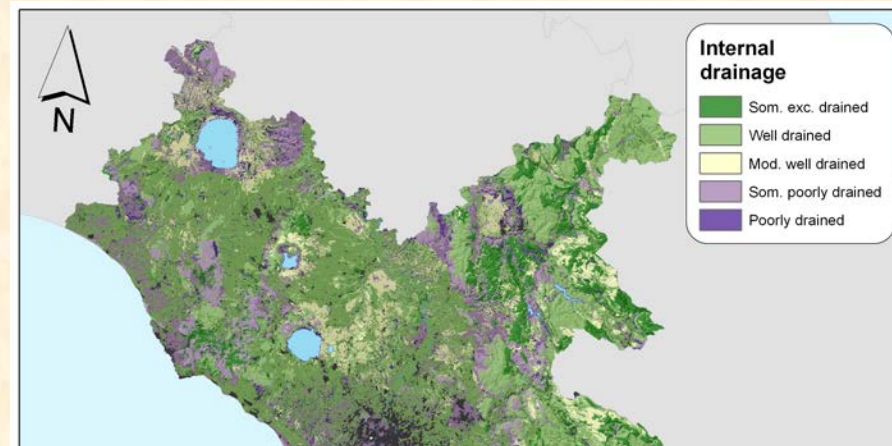 N
Internal
drainage
Som. exc. drained
Well drained
Mod. well drained
Som. poorly drained
Poorly drained